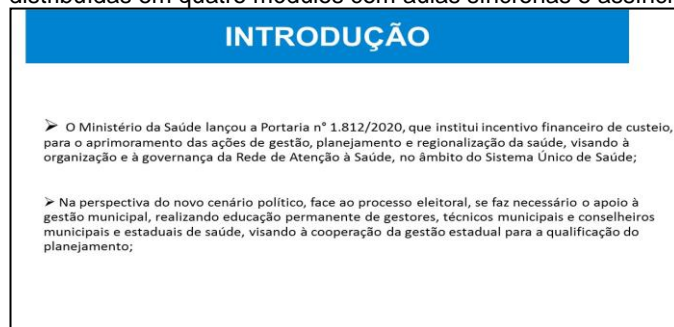 distribuídas em quatro módulos com aulas síncronas e
INTRODUÇÃO
➢ O Ministério da Saúde lançou a Portaria n° 1.812/2020, que institui incentivo financeiro de custeio,
para o aprimoramento das ações de gestão, planejamento e regionalização da saúde, visando à
organização e à governança da Rede de Atenção à Saúde, no âmbito do Sistema Único de Saúde;
➢ Na perspectiva do novo cenário político, face ao processo eleitoral, se faz necessário o apoio à
gestão municipal, realizando educação permanente de gestores, técnicos municipais e conselheiros
municipais e estaduais de saúde, visando à cooperação da gestão estadual para a qualificação do
planejamento;